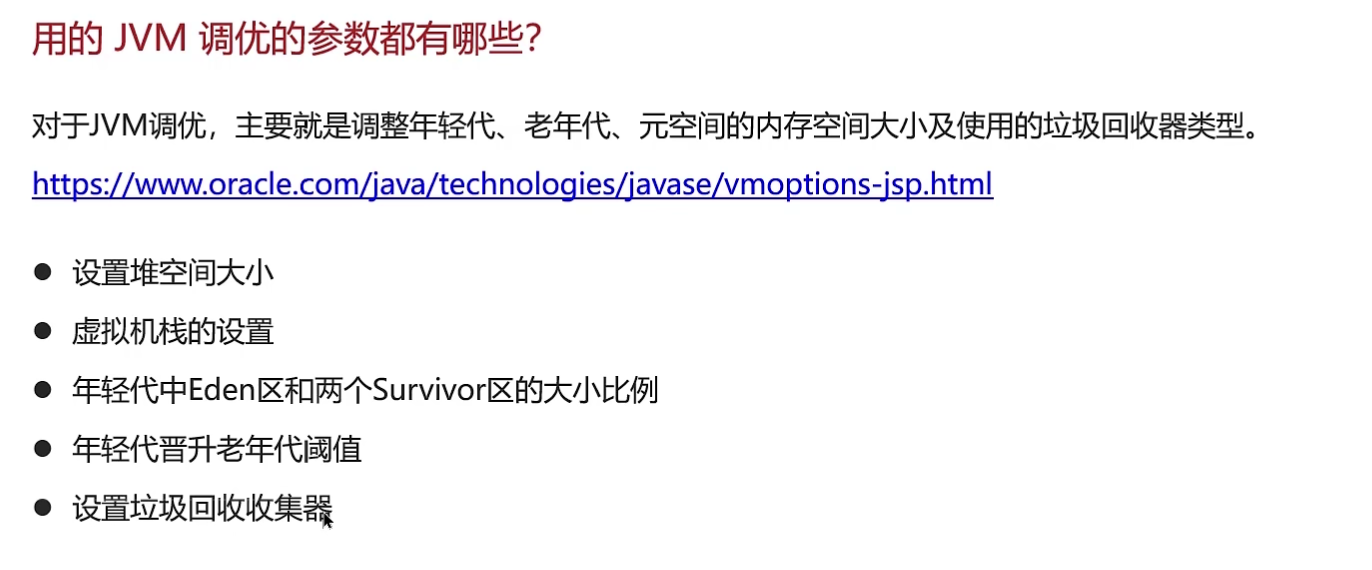 用的 JVM 调优的参数都有哪些？
对于JVM调优，主要就是调整年轻代、老年代、元空间的内存空间大小及使用的垃圾回收器类型。
https://www.oracle.com/java/technologies/javase/vmoptions-jsp.html
● 设置堆空间大小
● 虚拟机栈的设置
● 年轻代中Eden区和两个Survivor区的大小比例
● 年轻代晋升老年代阈值
● 设置垃圾回收收集器